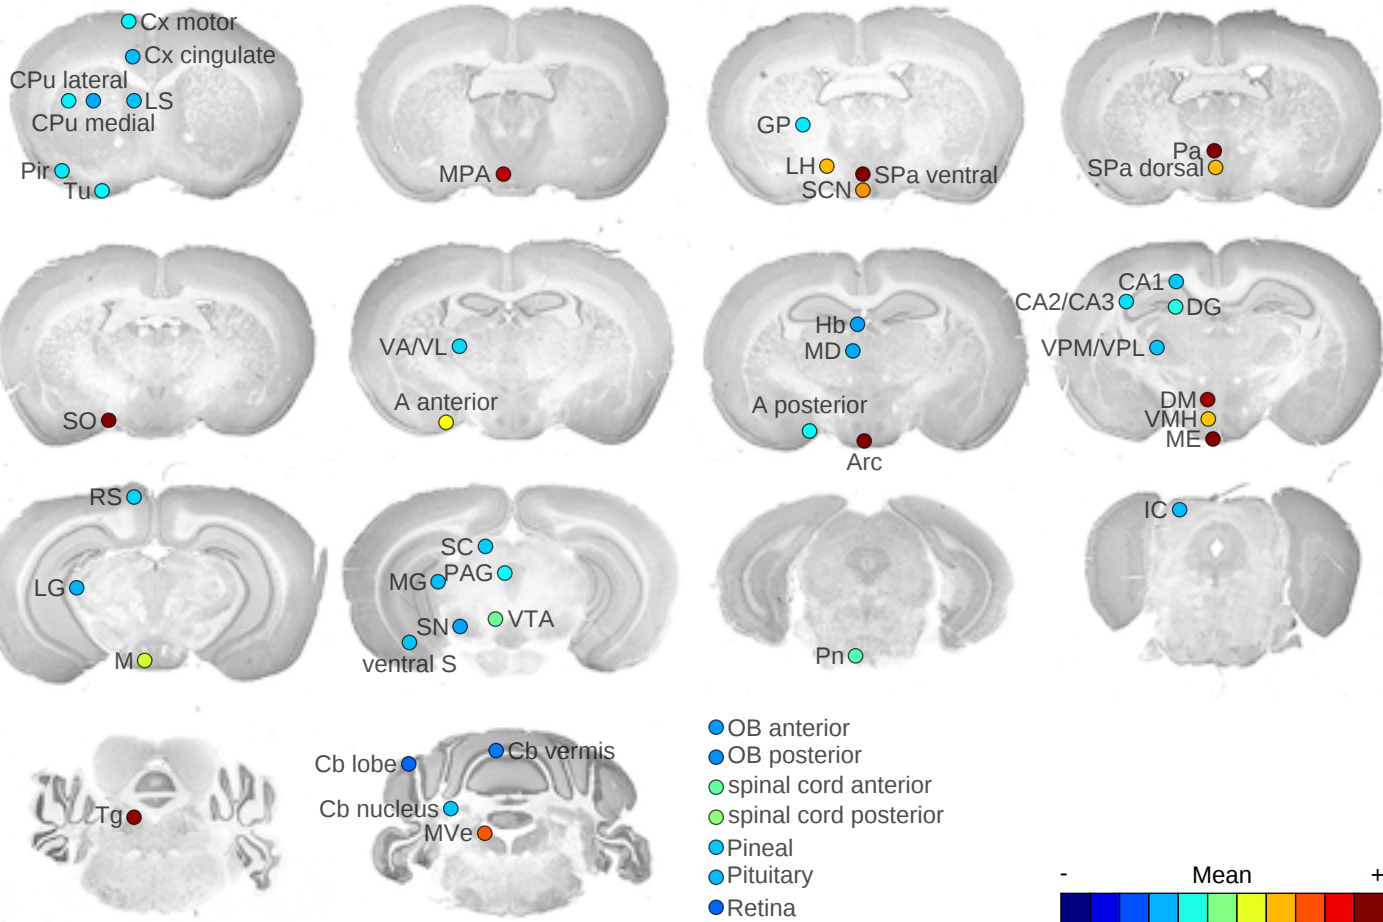 Cx motor
Cx cingulate
CPu lateral
LS
CPu medial
Pir
Tu
MPA
GP
LH
SPa ventral
SCN
Pa
SPa dorsal
SO
VA/VL
A anterior
Hb
MD
A posterior
Arc
CA1
CA2/CA3
DG
VPM/VPL
DM
VMH
ME
RS
LG
M
SC
MG
PAG
SN
VTA
ventral S
Pn
IC
Tg
Cb lobe
Cb vermis
Cb nucleus
MVe
OB anterior
OB posterior
spinal cord anterior
spinal cord posterior
Pineal
Pituitary
Retina
- Mean +